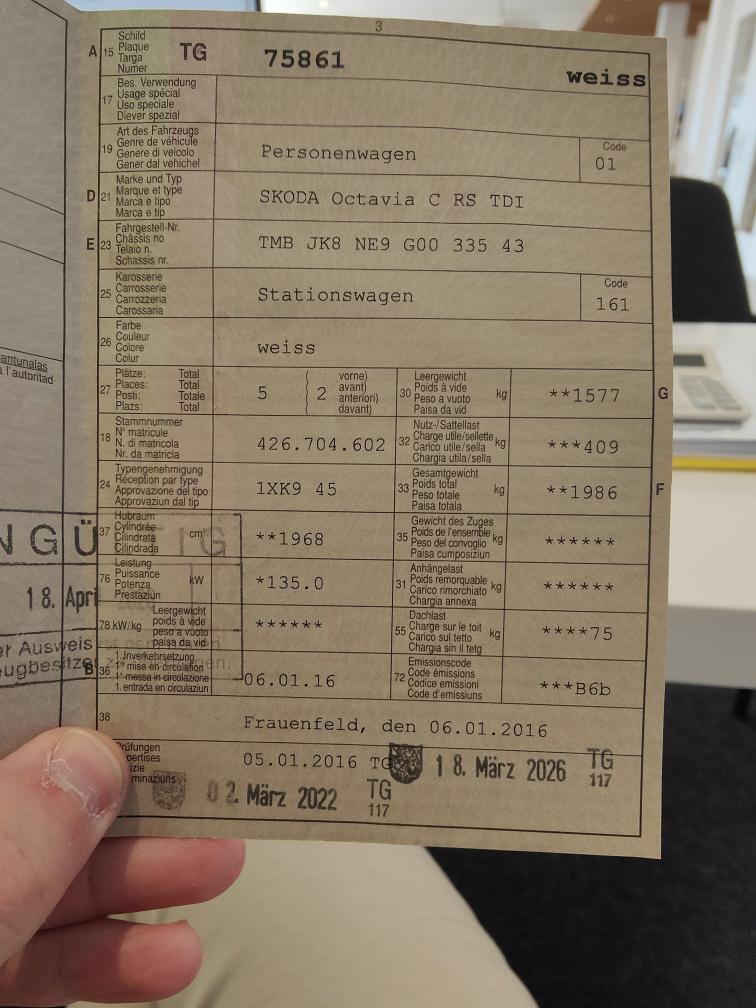 3
A 15 Schild
Plaque
Targa
Numer
TG 75861 weiss
17 Bes. Verwendung
Usage spécial
Uso speciale
Diever spezial
19 Art des Fahrzeugs
Genre de véhicule
Genere di veicolo
Gener dal vehichel
Personenwagen
Code
01
D 21 Marke und Typ
Marque et type
Marca e tipo
Marca e tip
SKODA Octavia C RS TDI
E 23 Fahrgestell-Nr.
Châssis no
Telaio n.
Schassis nr.
TMB JK8 NE9 G00 335 43
25 Karosserie
Carrosserie
Carrozzeria
Carossaria
Stationswagen
Code
161
26 Farbe
Couleur
Colore
Colur
weiss
27 Plätze: Total
Places: Total
Posti: Totale
Plazs: Total
5 ( 2 vorne)
avant)
anteriori)
davant)
30 Leergewicht
Poids à vide
Peso a vuoto
Paisa da vid
kg
**1577
G
18 Stammnummer
N° matricule
N. di matricola
Nr. da matricla
426.704.602
32 Nutz-/Sattellast
Charge utile/sellette
Carico utile/sella
Chargia utila/sella
kg
***409
24 Typengenehmigung
Réception par type
Approvazione del tipo
Approvaziun dal tip
1XK9 45
33 Gesamtgewicht
Poids total
Peso totale
Paisa totala
kg
**1986
F
37 Hubraum
Cylindrée
Cilindrata
Cilindrada
cm³
**1968
35 Gewicht des Zuges
Poids de l'ensemble
Peso del convoglio
Paisa cumposiziun
kg
******
76 Leistung
Puissance
Potenza
Prestaziun
kW
*135.0
31 Anhängelast
Poids remorquable
Carico rimorchiato
Chargia annexa
kg
******
78 kW/kg
Leergewicht
poids à vide
peso a vuoto
paisa da vid
******
55 Dachlast
Charge sur le toit
Carico sul tetto
Chargia sin il tetg
kg
****75
B 36 1. Inverkehrsetzung
1re mise en circulation
1a messa in circolazione
1. entrada en circulaziun
06.01.16
72 Emissionscode
Code émissions
Codice emissioni
Code d'emissiuns
***B6b
38
Frauenfeld, den 06.01.2016
Prüfungen
05.01.2016 TG
18. März 2026 TG
117
02. März 2022 TG
117
antunalas
a l'autoritad
NGÜ TG
18. Apri
er Ausweis
ugbesitze